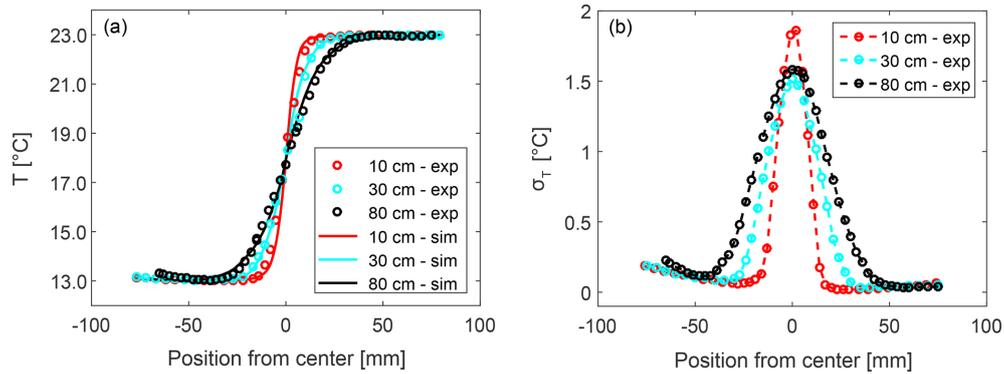 (a)
23.0
21.0
19.0
17.0
15.0
13.0
T [°C]
-100
-50
0
50
100
Position from center [mm]
10 cm - exp
30 cm - exp
80 cm - exp
10 cm - sim
30 cm - sim
80 cm - sim
(b)
2
1.5
1
0.5
0
σT [°C]
-100
-50
0
50
100
Position from center [mm]
10 cm - exp
30 cm - exp
80 cm - exp